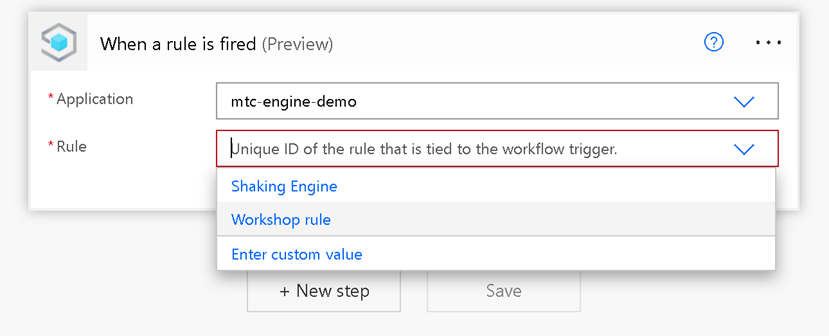 When a rule is fired (Preview)
* Application
mtc-engine-demo
* Rule
Unique ID of the rule that is tied to the workflow trigger.
Shaking Engine
Workshop rule
Enter custom value
+ New step
Save